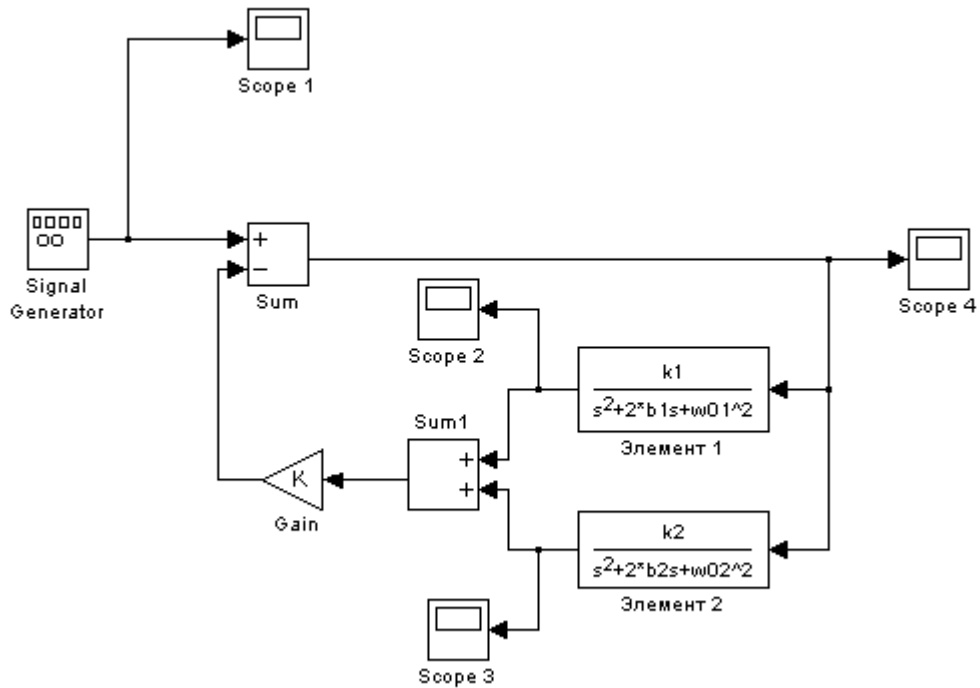 Scope 1
+
−
Signal
Generator
Sum
Scope 4
Scope 2
k1
s²+2*b1s+w01^2
Элемент 1
Sum1
+
+
K
Gain
k2
s²+2*b2s+w02^2
Элемент 2
Scope 3